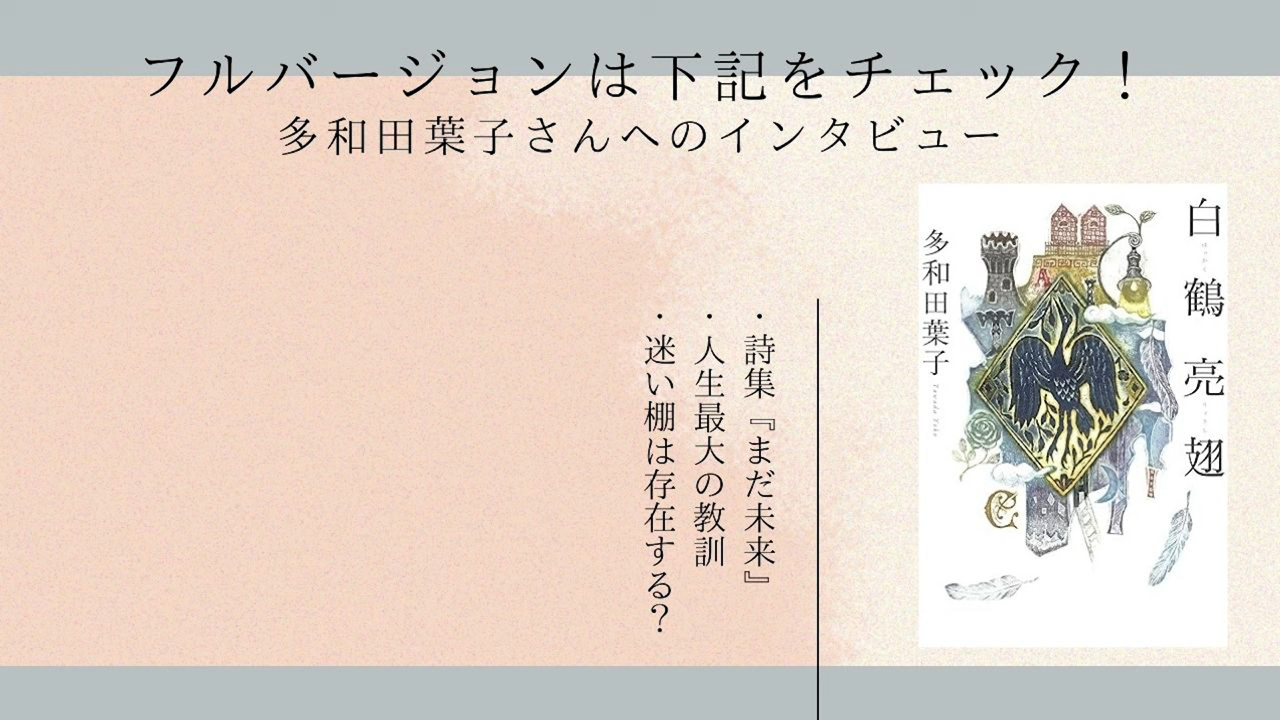 フルバージョンは下記をチェック！
多和田葉子さんへのインタビュー
・詩集『まだ未来』
・人生最大の教訓
・迷い棚は存在する？
白鶴亮翅
多和田葉子
Tawada Yoko